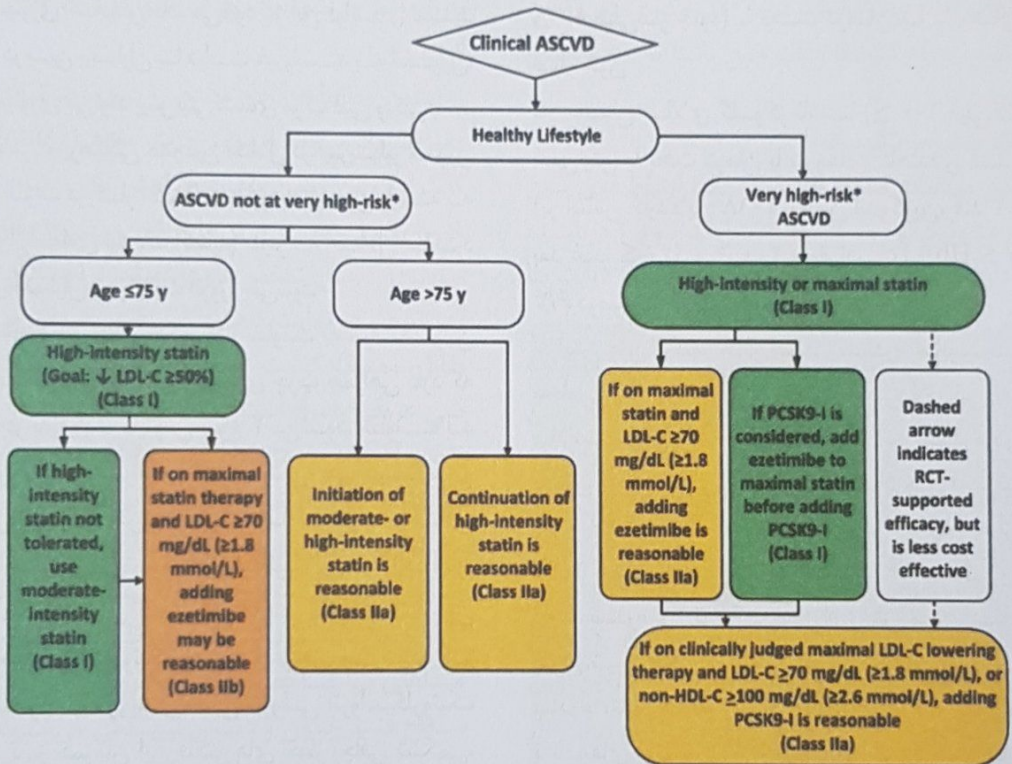 Clinical ASCVD
Healthy Lifestyle
ASCVD not at very high-risk*
Very high-risk*
ASCVD
Age ≤75 y
Age >75 y
High-intensity or maximal statin
(Class I)
High-intensity statin
(Goal: ↓ LDL-C ≥50%)
(Class I)
If high-
intensity
statin not
tolerated,
use
moderate-
intensity
statin
(Class I)
If on maximal
statin therapy
and LDL-C ≥70
mg/dL (≥1.8
mmol/L),
adding
ezetimibe
may be
reasonable
(Class IIb)
Initiation of
moderate- or
high-intensity
statin is
reasonable
(Class IIa)
Continuation of
high-intensity
statin is
reasonable
(Class IIa)
If on maximal
statin and
LDL-C ≥70
mg/dL (≥1.8
mmol/L),
adding
ezetimibe is
reasonable
(Class IIa)
If PCSK9-I is
considered, add
ezetimibe to
maximal statin
before adding
PCSK9-I
(Class I)
Dashed
arrow
indicates
RCT-
supported
efficacy, but
is less cost
effective
If on clinically judged maximal LDL-C lowering
therapy and LDL-C ≥70 mg/dL (≥1.8 mmol/L), or
non-HDL-C ≥100 mg/dL (≥2.6 mmol/L), adding
PCSK9-I is reasonable
(Class IIa)